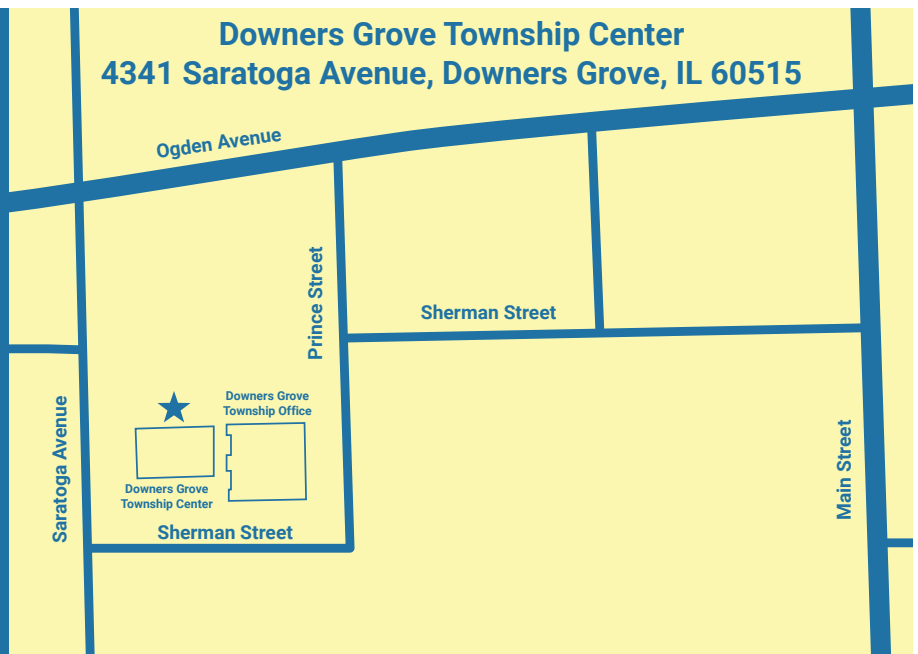 Downers Grove Township Center
4341 Saratoga Avenue, Downers Grove, IL 60515
Ogden Avenue
Prince Street
Sherman Street
Downers Grove
Township Office
Saratoga Avenue
Main Street
Downers Grove
Township Center
Sherman Street